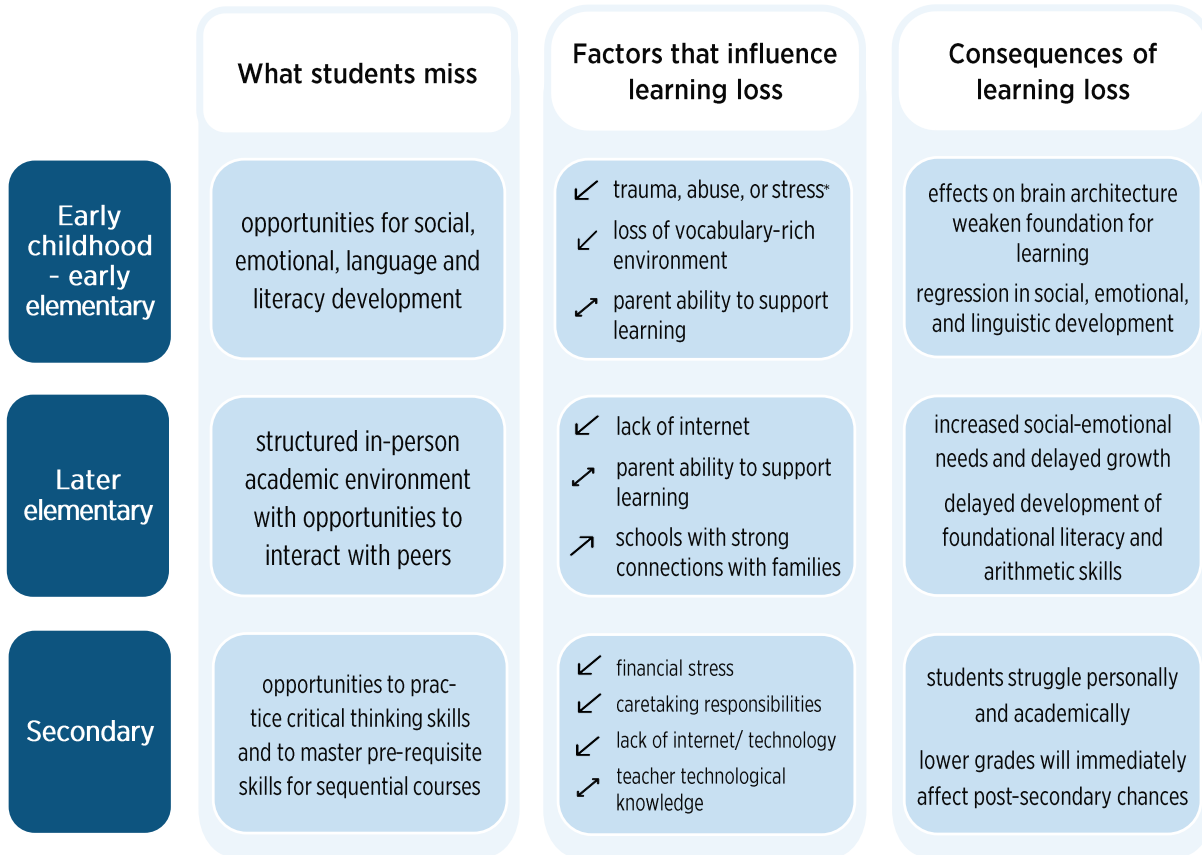 What students miss
Factors that influence
learning loss
Consequences of
learning loss
Early
childhood
- early
elementary
opportunities for social,
emotional, language and
literacy development
trauma, abuse, or stress*
loss of vocabulary-rich
environment
parent ability to support
learning
effects on brain architecture
weaken foundation for
learning
regression in social, emotional,
and linguistic development
Later
elementary
structured in-person
academic environment
with opportunities to
interact with peers
lack of internet
parent ability to support
learning
schools with strong
connections with families
increased social-emotional
needs and delayed growth
delayed development of
foundational literacy and
arithmetic skills
Secondary
opportunities to prac-
tice critical thinking skills
and to master pre-requisite
skills for sequential courses
financial stress
caretaking responsibilities
lack of internet/ technology
teacher technological
knowledge
students struggle personally
and academically
lower grades will immediately
affect post-secondary chances